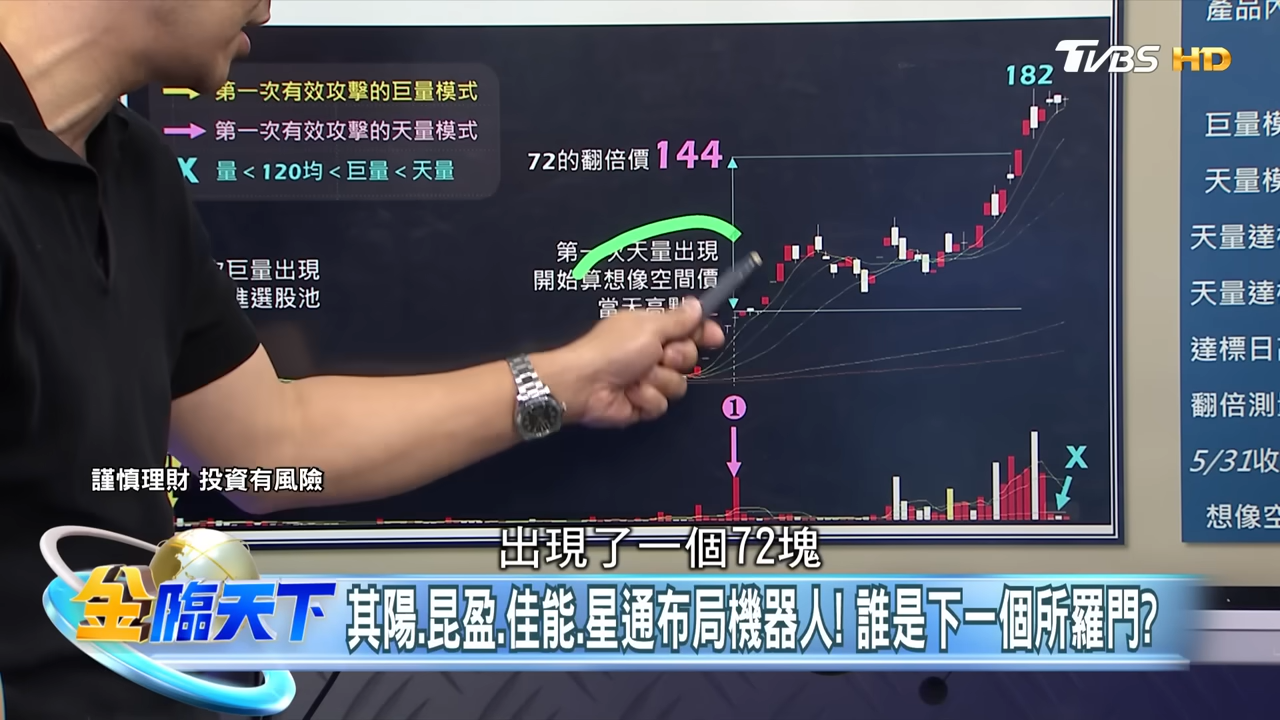 產品內
TVBS HD
182
第一次有效攻擊的巨量模式
第一次有效攻擊的天量模式
X 量<120均<巨量<天量
72的翻倍價144
巨量模
天量模
天量達
天量達
達標日
翻倍測
5/31收
想像空
第一次天量出現
開始算想像空間價
當天高點
巨量出現
進選股池
1
X
謹慎理財 投資有風險
出現了一個72塊
金臨天下
其陽.昆盈.佳能.星通布局機器人! 誰是下一個所羅門?